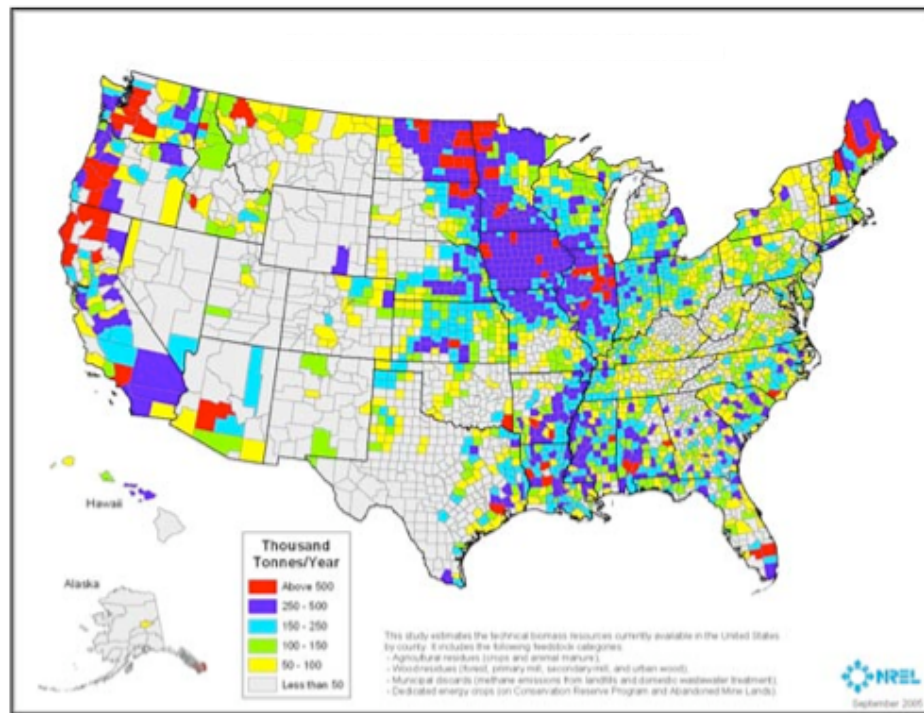 Hawaii
Alaska
Thousand
Tonnes/Year
Above 500
250 - 500
150 - 250
100 - 150
50 - 100
Less than 50
This study estimates the technical biomass resources currently available in the United States
by county. It includes the following feedstock categories:
- Agricultural residues (crops and animal manure);
- Wood residues (forest, primary mill, secondary mill, and urban wood);
- Municipal discards (methane emissions from landfills and domestic wastewater treatment);
- Dedicated energy crops (on Conservation Reserve Program and Abandoned Mine Lands).
NREL
September 2005